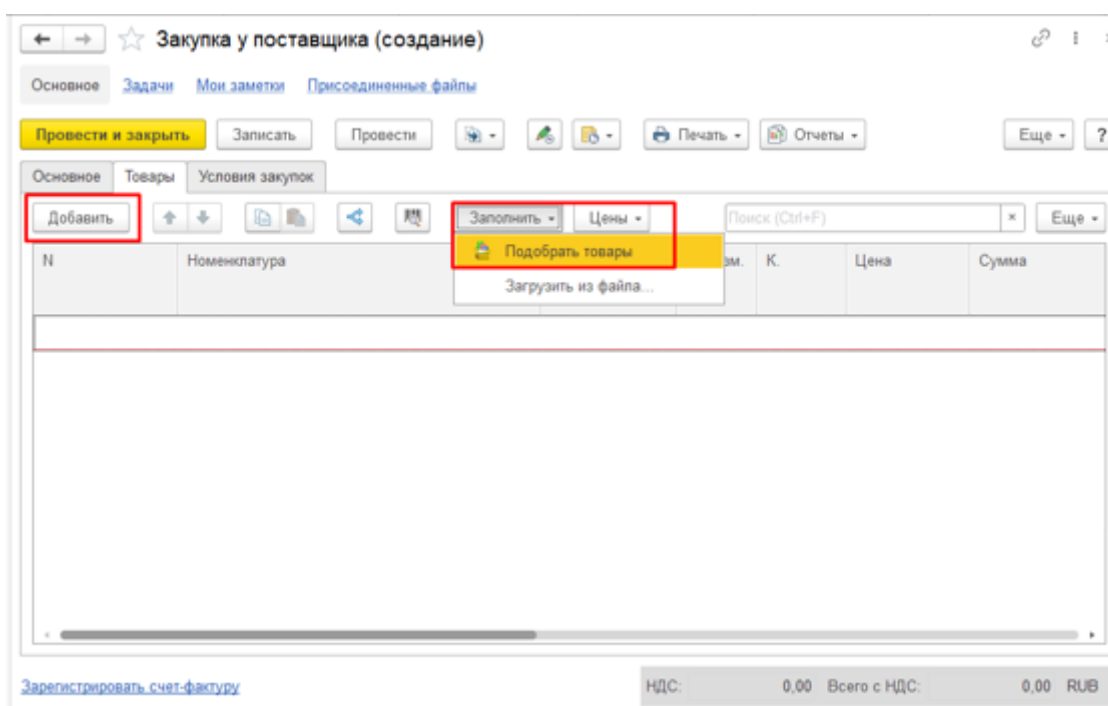 Закупка у поставщика (создание)
Основное Задачи Мои заметки Присоединенные файлы
Провести и закрыть Записать Провести Печать Отчеты Еще ?
Основное Товары Условия закупок
Добавить Заполнить Цены Поиск (Ctrl+F) × Еще
N Номенклатура К. Цена Сумма
Подобрать товары
Загрузить из файла...
Зарегистрировать счет-фактуру НДС: 0,00 Всего с НДС: 0,00 RUB